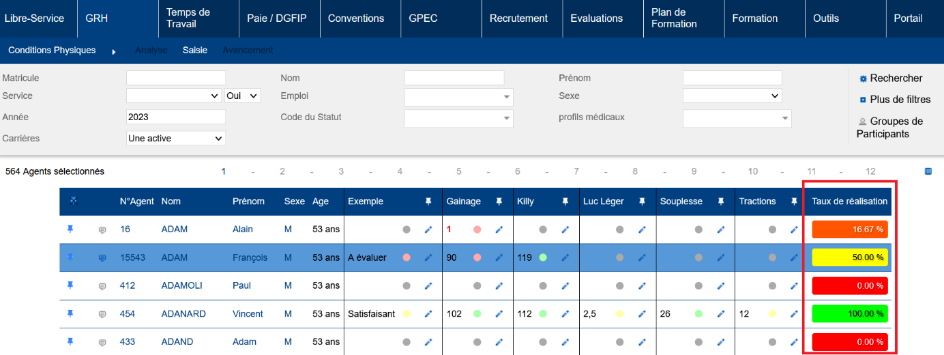 Libre-Service GRH Temps de Travail Paie / DGFIP Conventions GPEC Recrutement Evaluations Plan de Formation Formation Outils Portail
Conditions Physiques Analyse Saisie Avancement
Matricule Nom Prénom Rechercher
Service Oui Emploi Sexe Plus de filtres
Année 2023 Code du Statut profils médicaux Groupes de Participants
Carrières Une active
564 Agents sélectionnés 1 - 2 - 3 - 4 - 5 - 6 - 7 - 8 - 9 - 10 - 11 - 12
N°Agent Nom Prénom Sexe Age Exemple Gainage Killy Luc Léger Souplesse Tractions Taux de réalisation
16 ADAM Alain M 53 ans 1 16.67 %
15543 ADAM François M 53 ans A évaluer 90 119 50.00 %
412 ADAMOLI Paul M 53 ans 0.00 %
454 ADANARD Vincent M 53 ans Satisfaisant 102 112 2,5 26 12 100.00 %
433 ADAND Adam M 53 ans 0.00 %